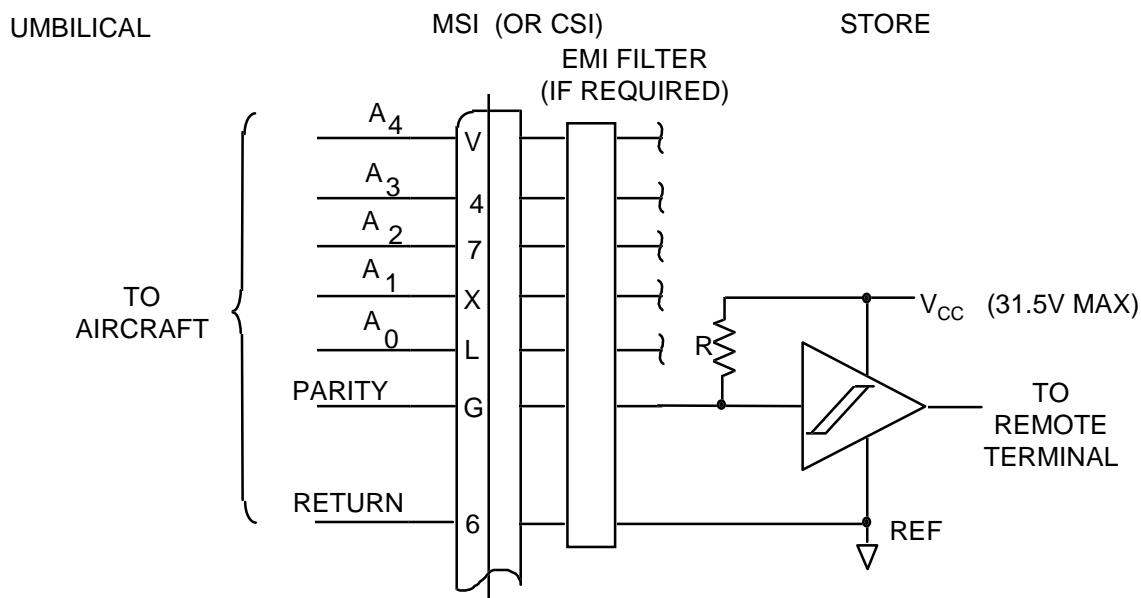 UMBILICAL
MSI (OR CSI)
STORE
EMI FILTER
(IF REQUIRED)
A4
V
A3
4
A2
7
A1
X
A0
L
TO
AIRCRAFT
PARITY
G
RETURN
6
R
VCC (31.5V MAX)
TO
REMOTE
TERMINAL
REF